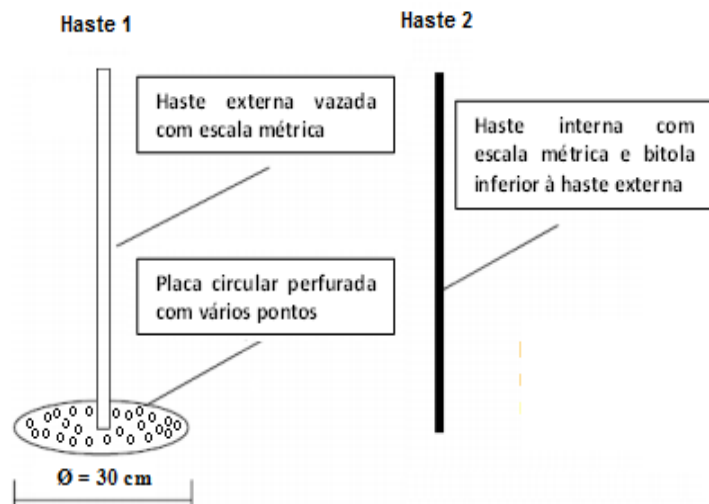 Haste 1
Haste 2
Haste externa vazada
com escala métrica
Haste interna com
escala métrica e bitola
inferior à haste externa
Placa circular perfurada
com vários pontos
Ø = 30 cm